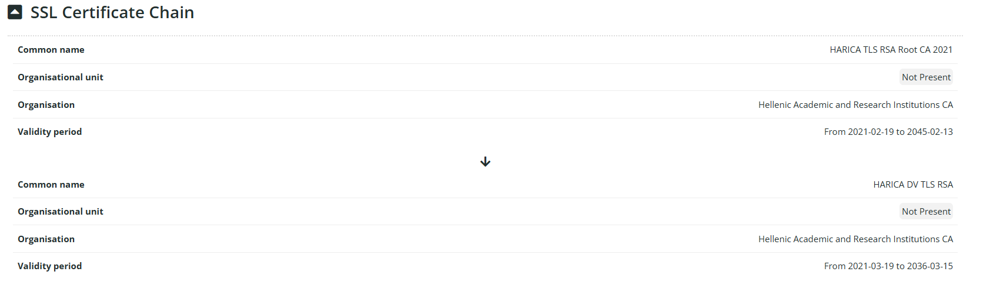 SSL Certificate Chain
Common name HARICA TLS RSA Root CA 2021
Organisational unit Not Present
Organisation Hellenic Academic and Research Institutions CA
Validity period From 2021-02-19 to 2045-02-13
Common name HARICA DV TLS RSA
Organisational unit Not Present
Organisation Hellenic Academic and Research Institutions CA
Validity period From 2021-03-19 to 2036-03-15